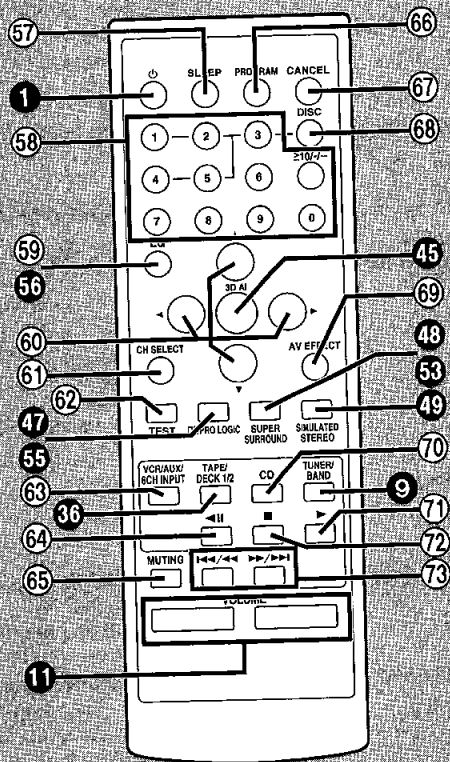 57
66
SLEEP PROGRAM CANCEL
1
67
DISC
58
68
1 2 3
≥10/-/--
4 5 6
7 8 9 0
59
EQ
45
56
3D AI
69
60
48
CH SELECT
AV EFFECT
61
53
62
49
47
TEST
PRO LOGIC
SUPER SURROUND
SIMULATED STEREO
55
70
VCR/AUX/ 6CH INPUT
TAPE/ DECK 1/2
CD
TUNER/ BAND
63
9
36
71
64
72
MUTING
65
73
VOLUME
11